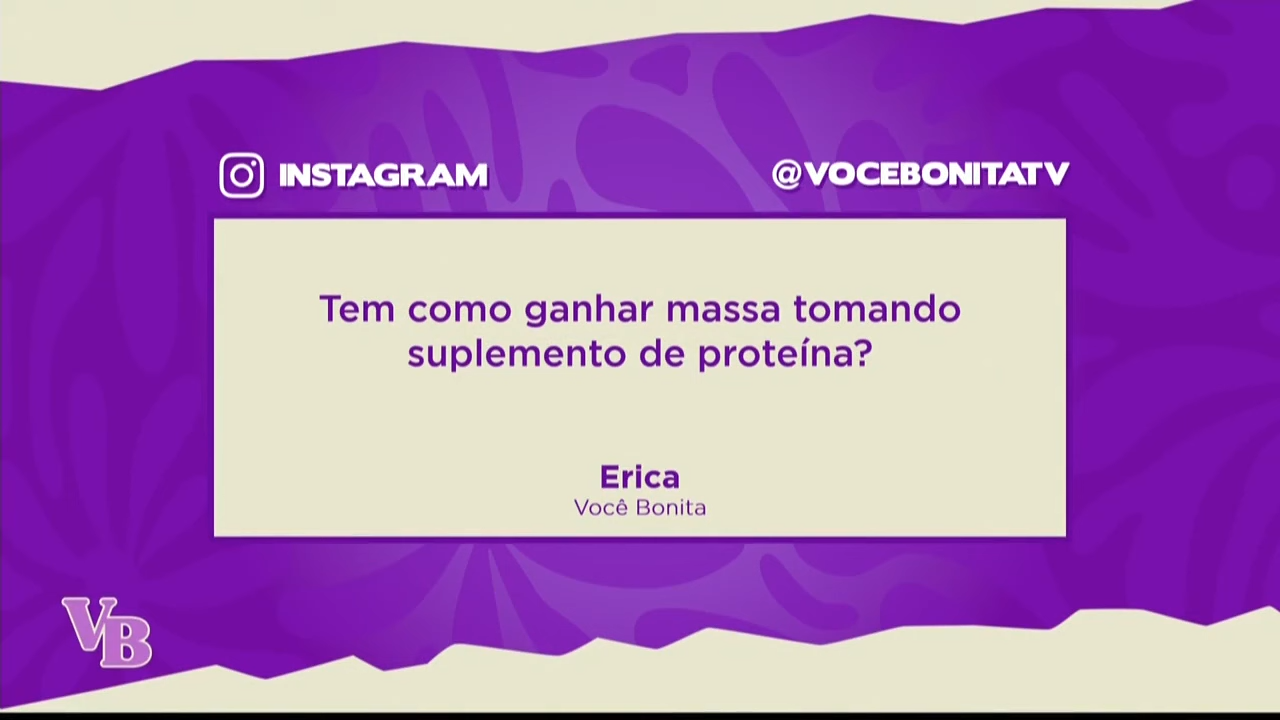 INSTAGRAM
@VOCEBONITATV
Tem como ganhar massa tomando
suplemento de proteína?
Erica
Você Bonita
VB